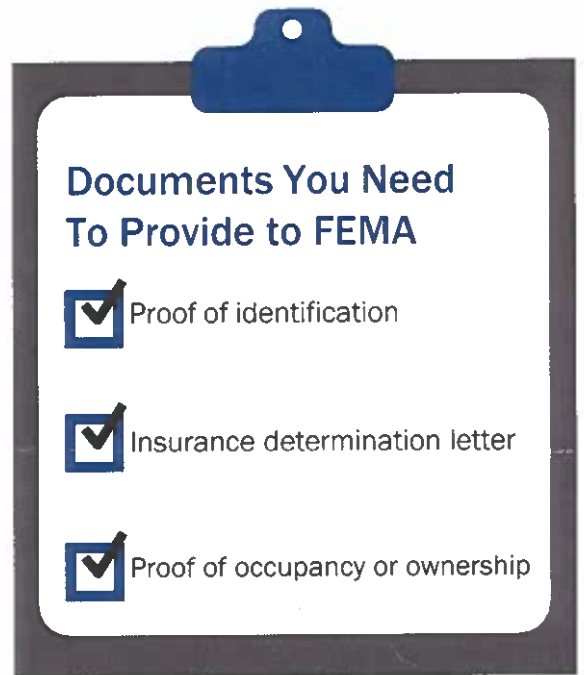 Documents You Need
To Provide to FEMA
Proof of identification
Insurance determination letter
Proof of occupancy or ownership